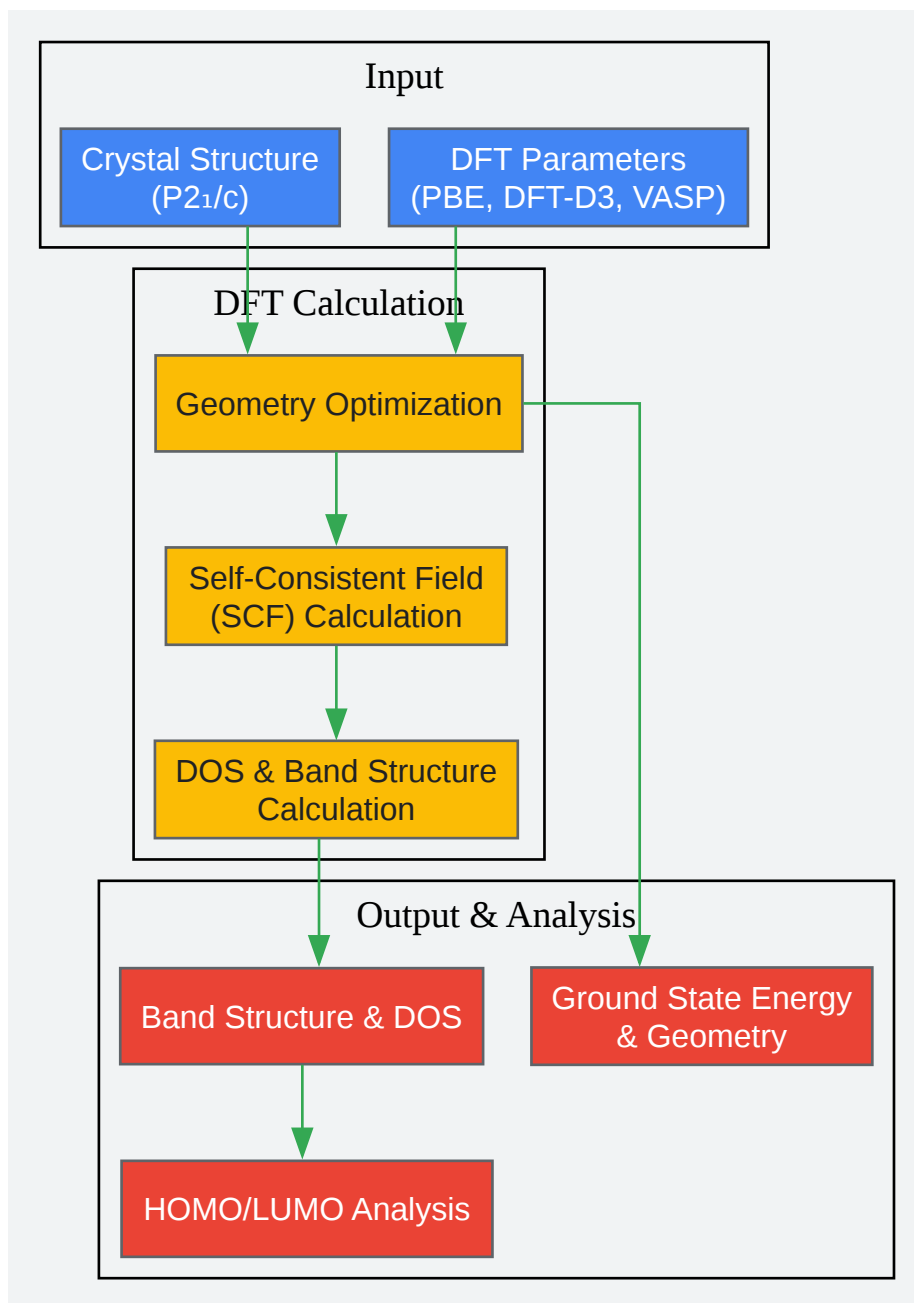 Input
Crystal Structure
(P2₁/c)
DFT Parameters
(PBE, DFT-D3, VASP)
DFT Calculation
Geometry Optimization
Self-Consistent Field
(SCF) Calculation
DOS & Band Structure
Calculation
Output & Analysis
Band Structure & DOS
Ground State Energy
& Geometry
HOMO/LUMO Analysis